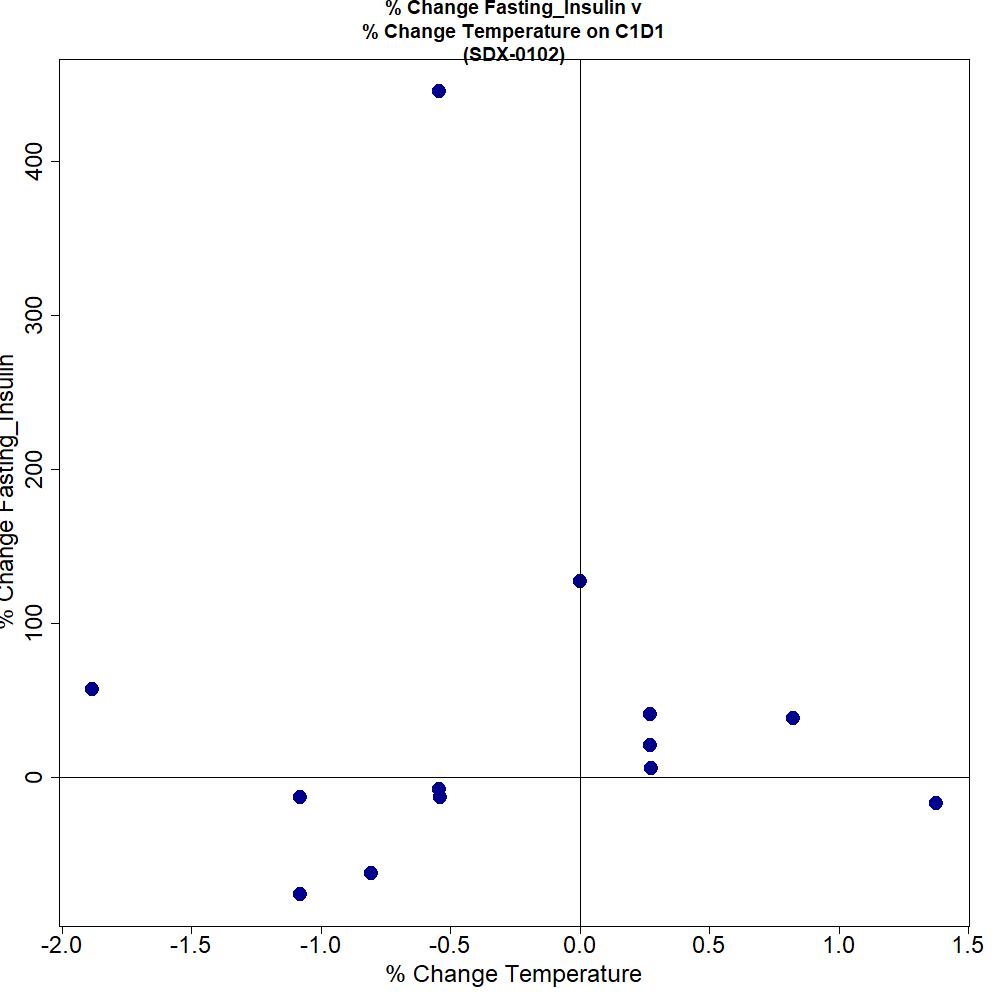 % Change Fasting_Insulin v
% Change Temperature on C1D1
(SDX-0102)
% Change Fasting_Insulin
400
300
200
100
0
-2.0 -1.5 -1.0 -0.5 0.0 0.5 1.0 1.5
% Change Temperature